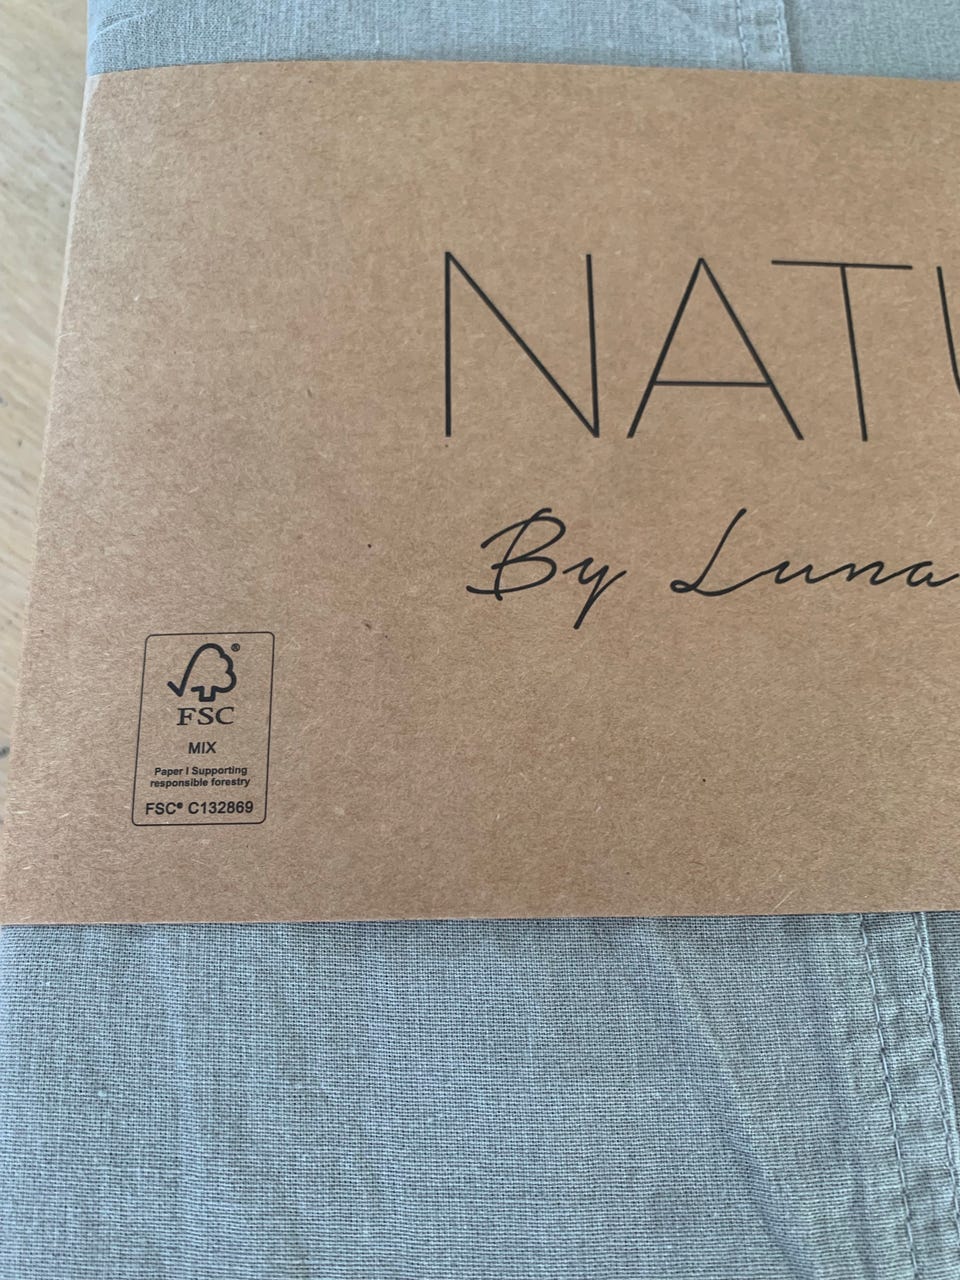 NATU
By Luna
FSC
MIX
Paper | Supporting
responsible forestry
FSC® C132869